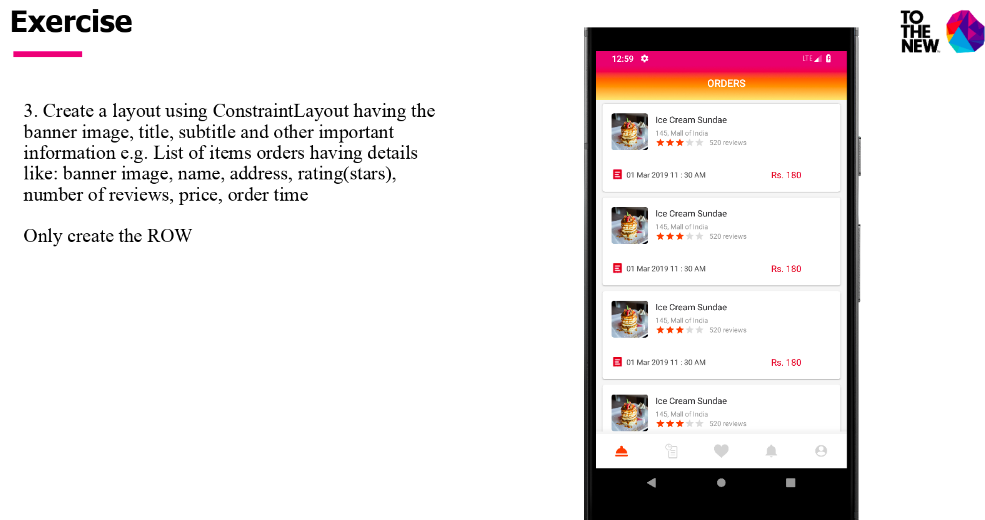 Exercise
TO
THE
NEW
3. Create a layout using ConstraintLayout having the
banner image, title, subtitle and other important
information e.g. List of items orders having details
like: banner image, name, address, rating(stars),
number of reviews, price, order time
Only create the ROW
12:59
LTE
ORDERS
Ice Cream Sundae
145, Mall of India
520 reviews
01 Mar 2019 11 : 30 AM
Rs. 180
Ice Cream Sundae
145, Mall of India
520 reviews
01 Mar 2019 11 : 30 AM
Rs. 180
Ice Cream Sundae
145, Mall of India
520 reviews
01 Mar 2019 11 : 30 AM
Rs. 180
Ice Cream Sundae
145, Mall of India
520 reviews